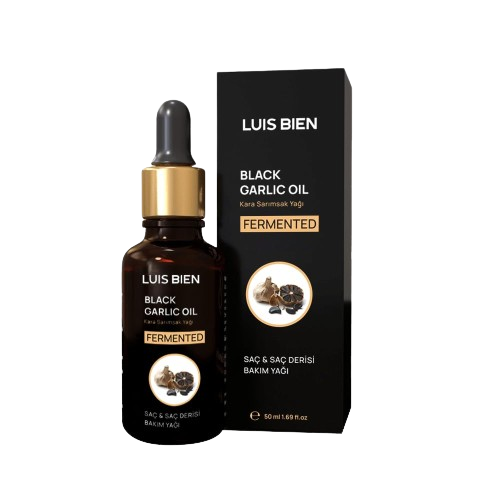 LUIS BIEN
BLACK
GARLIC OIL
Kara Sarımsak Yağı
FERMENTED
SAÇ & SAÇ DERİSİ
BAKIM YAĞI
LUIS BIEN
BLACK
GARLIC OIL
Kara Sarımsak Yağı
FERMENTED
SAÇ & SAÇ DERİSİ
BAKIM YAĞI
℮ 50 ml 1.69 fl.oz